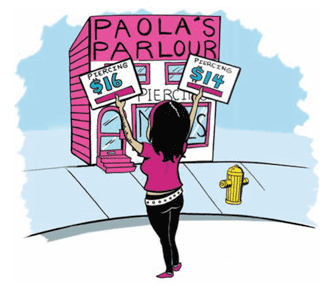 PAOLA'S
PARLOUR
PIERCING
$16
PIERCING
$14